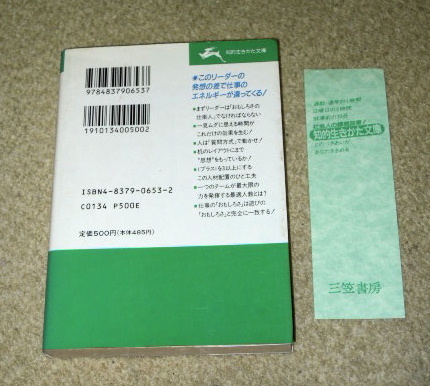 知的生きかた文庫
●このリーダーの
発想の差で仕事の
エネルギーが違ってくる!
●まずリーダーは「おもしろさの
仕掛人」でなければならない
●一見ムダに思える時間が
これだけの効果を生む!
●人は「質問方式」で動かせ!
●机のレイアウトにまで
"思想"をもっているか!
●1(プラス)を3以上にする
この人材配置のひと工夫
●一つのチームが最大限の
力を発揮する最適人数とは?
●仕事の「おもしろさ」は遊びの
「おもしろさ」と完全に一致する!
9784837906537
1910134005002
ISBN4-8379-0653-2
C0134 P500E
定価500円(本体485円)
知的生きかた文庫
三笠書房